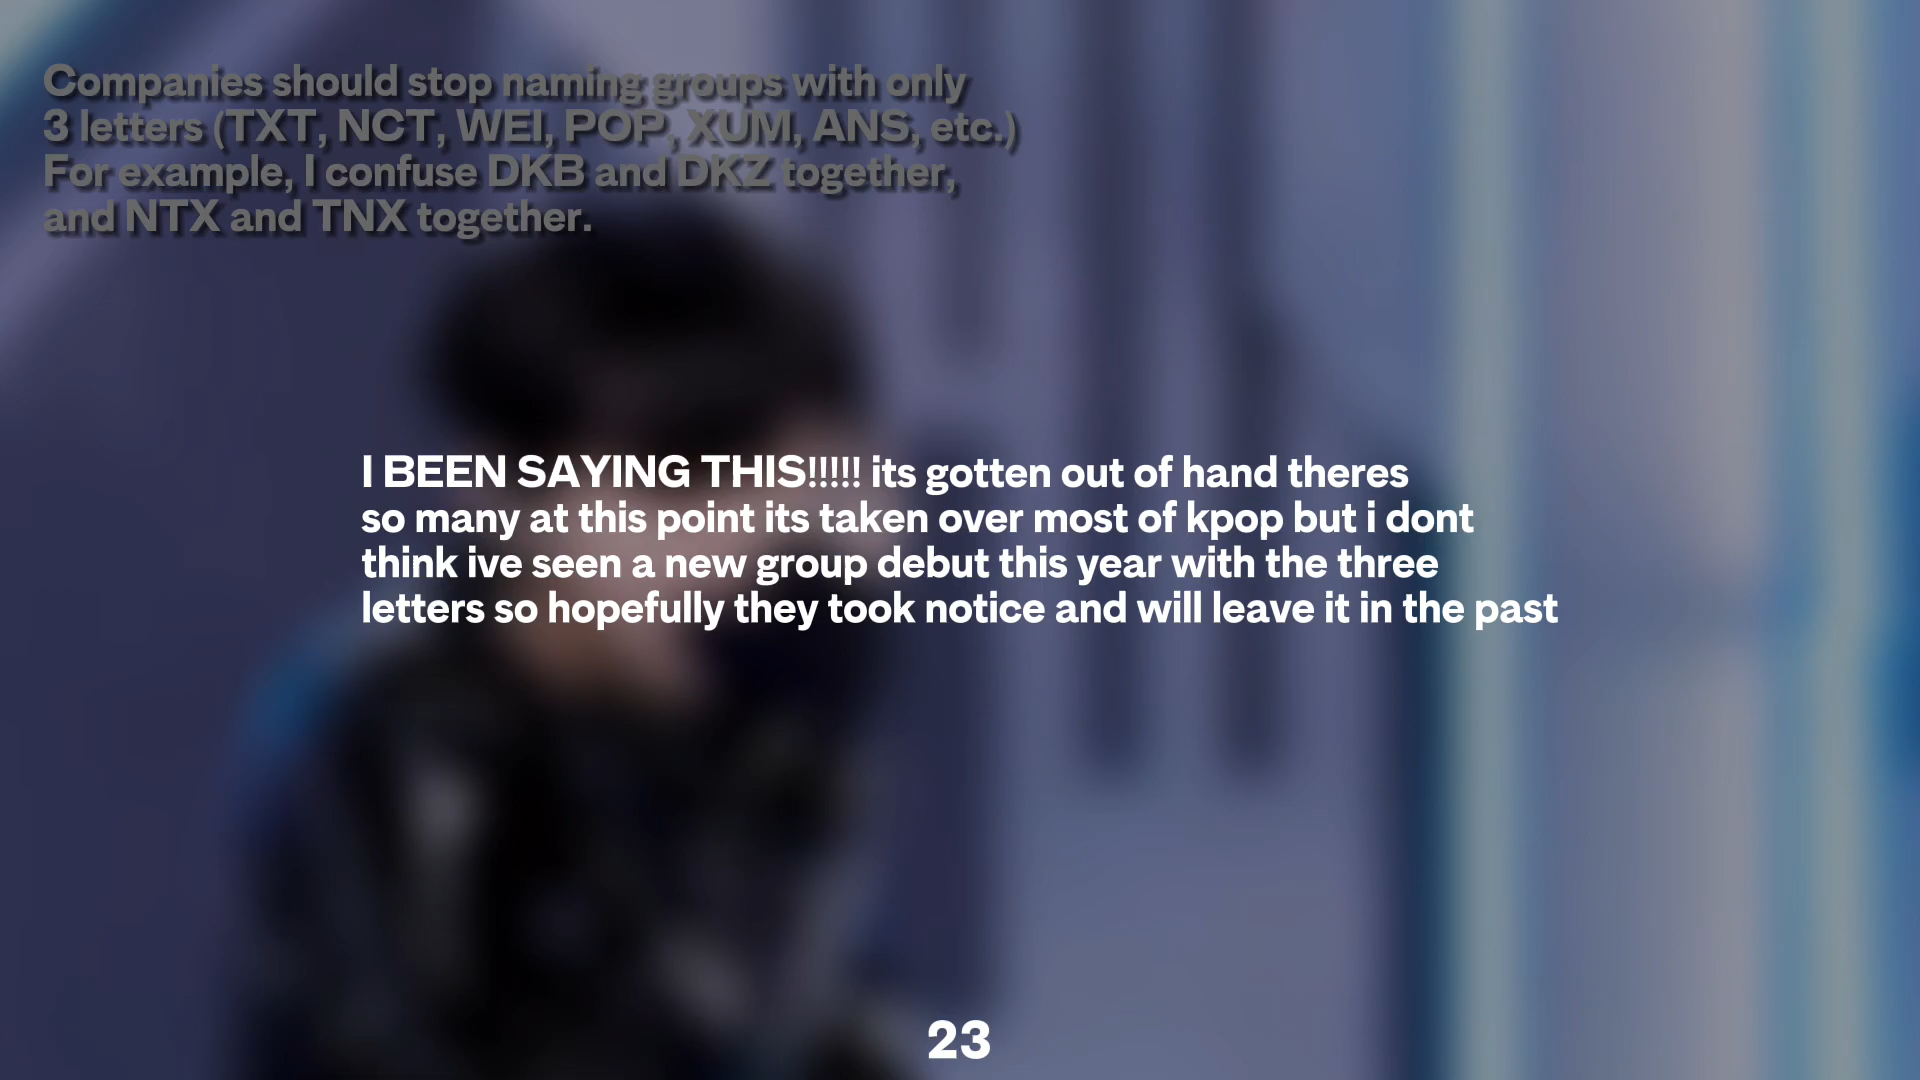 Companies should stop naming groups with only
3 letters (TXT, NCT, WEI, POP, XUM, ANS, etc.)
For example, I confuse DKB and DKZ together,
and NTX and TNX together.
I BEEN SAYING THIS!!!!! its gotten out of hand theres
so many at this point its taken over most of kpop but i dont
think ive seen a new group debut this year with the three
letters so hopefully they took notice and will leave it in the past
23